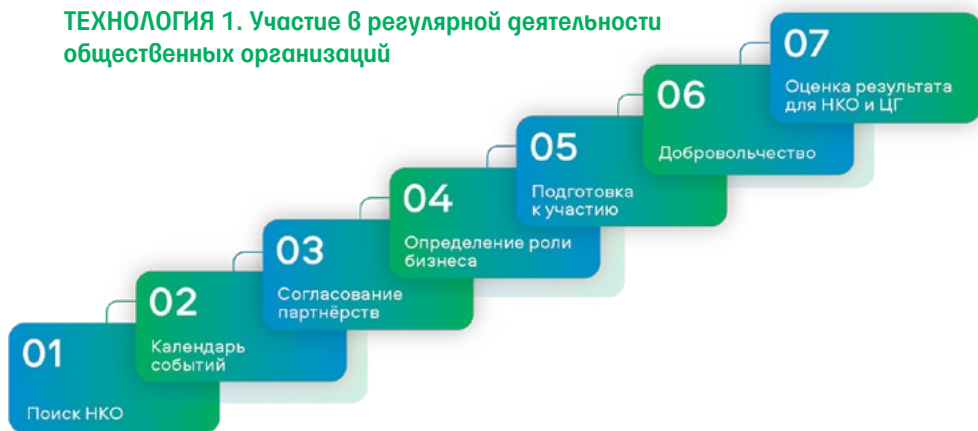 ТЕХНОЛОГИЯ 1. Участие в регулярной деятельности
общественных организаций
01
Поиск НКО
02
Календарь
событий
03
Согласование
партнёрств
04
Определение роли
бизнеса
05
Подготовка
к участию
06
Добровольчество
07
Оценка результата
для НКО и ЦГ